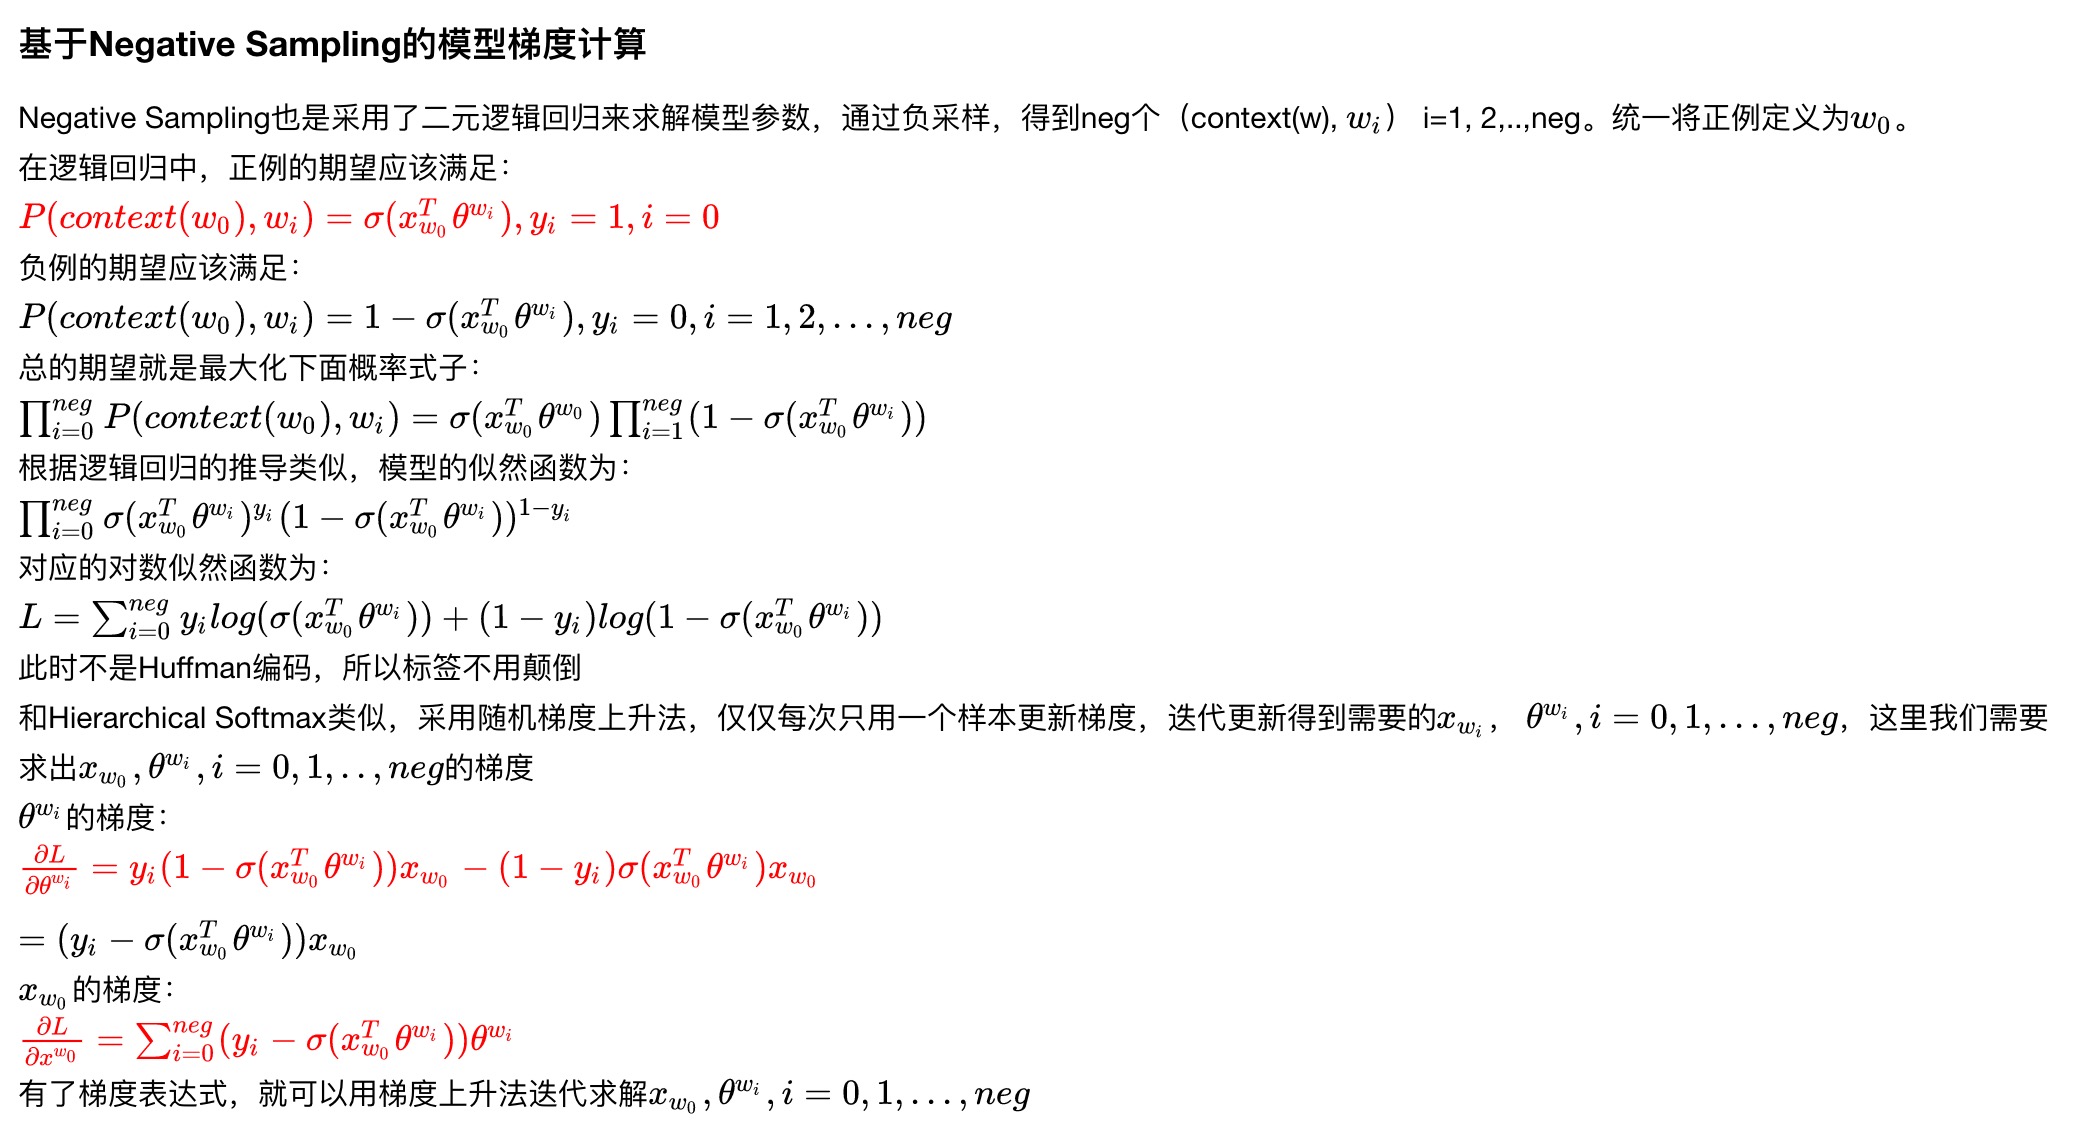 基于Negative Sampling的模型梯度计算
Negative Sampling也是采用了二元逻辑回归来求解模型参数，通过负采样，得到neg个（context(w), $w_i$） i=1, 2,..,neg。统一将正例定义为$w_0$。
在逻辑回归中，正例的期望应该满足：
$P(context(w_0), w_i) = \sigma(x_{w_0}^T \theta^{w_i}), y_i = 1, i = 0$
负例的期望应该满足：
$P(context(w_0), w_i) = 1 - \sigma(x_{w_0}^T \theta^{w_i}), y_i = 0, i = 1, 2, \ldots, neg$
总的期望就是最大化下面概率式子：
$\prod_{i=0}^{neg} P(context(w_0), w_i) = \sigma(x_{w_0}^T \theta^{w_0}) \prod_{i=1}^{neg} (1 - \sigma(x_{w_0}^T \theta^{w_i}))$
根据逻辑回归的推导类似，模型的似然函数为：
$\prod_{i=0}^{neg} \sigma(x_{w_0}^T \theta^{w_i})^{y_i} (1 - \sigma(x_{w_0}^T \theta^{w_i}))^{1-y_i}$
对应的对数似然函数为：
$L = \sum_{i=0}^{neg} y_i log(\sigma(x_{w_0}^T \theta^{w_i})) + (1 - y_i) log(1 - \sigma(x_{w_0}^T \theta^{w_i}))$
此时不是Huffman编码，所以标签不用颠倒
和Hierarchical Softmax类似，采用随机梯度上升法，仅仅每次只用一个样本更新梯度，迭代更新得到需要的$x_{w_i}$， $\theta^{w_i}, i = 0, 1, \ldots, neg$，这里我们需要
求出$x_{w_0}, \theta^{w_i}, i = 0, 1, .., neg$的梯度
$\theta^{w_i}$的梯度：
$\frac{\partial L}{\partial \theta^{w_i}} = y_i (1 - \sigma(x_{w_0}^T \theta^{w_i})) x_{w_0} - (1 - y_i) \sigma(x_{w_0}^T \theta^{w_i}) x_{w_0}$
$= (y_i - \sigma(x_{w_0}^T \theta^{w_i})) x_{w_0}$
$x_{w_0}$的梯度：
$\frac{\partial L}{\partial x^{w_0}} = \sum_{i=0}^{neg} (y_i - \sigma(x_{w_0}^T \theta^{w_i})) \theta^{w_i}$
有了梯度表达式，就可以用梯度上升法迭代求解$x_{w_0}, \theta^{w_i}, i = 0, 1, \ldots, neg$